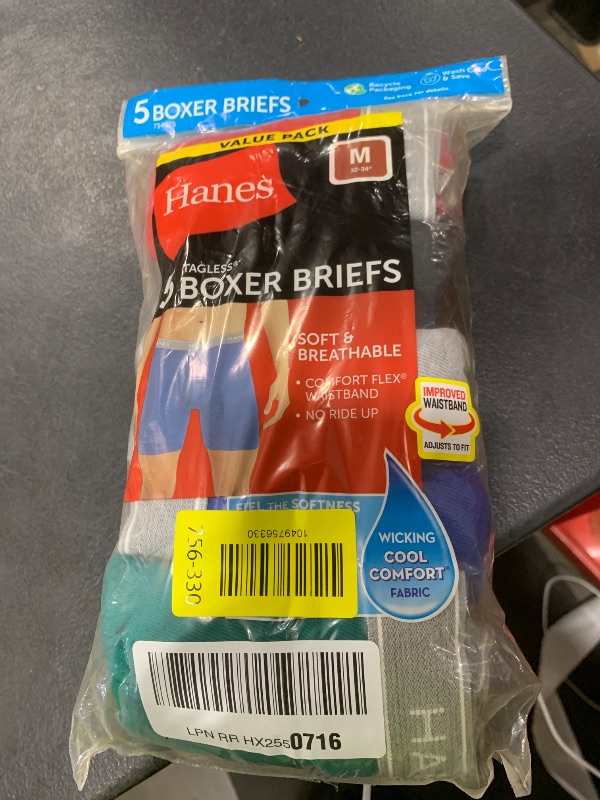 5 BOXER BRIEFS
Recycle Packaging
Wash Cold & Save
VALUE PACK
M
32-34"
Hanes
TAGLESS®
5 BOXER BRIEFS
SOFT &
BREATHABLE
• COMFORT FLEX®
WAISTBAND
• NO RIDE UP
IMPROVED
WAISTBAND
ADJUSTS TO FIT
FEEL THE SOFTNESS
WICKING
COOL
COMFORT™
FABRIC
756-330
1049756330
LPN RR HX2550716
HA